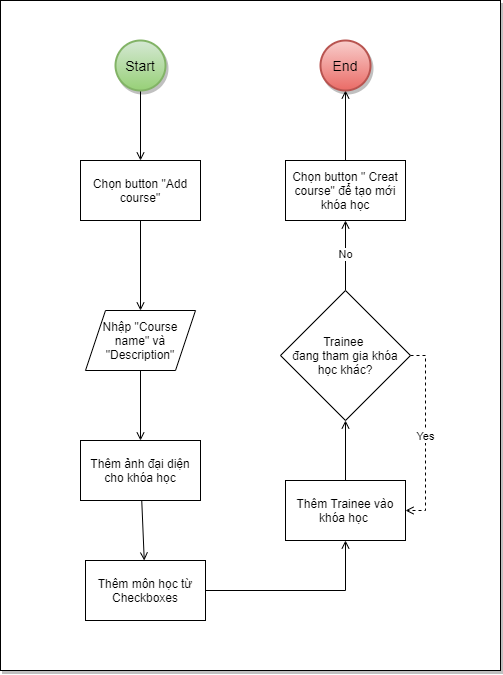 Start
Chọn button "Add
course"
Nhập "Course
name" và
"Description"
Thêm ảnh đại diện
cho khóa học
Thêm môn học từ
Checkboxes
Thêm Trainee vào
khóa học
Trainee
đang tham gia khóa
học khác?
Yes
No
Chọn button " Creat
course" để tạo mới
khóa học
End